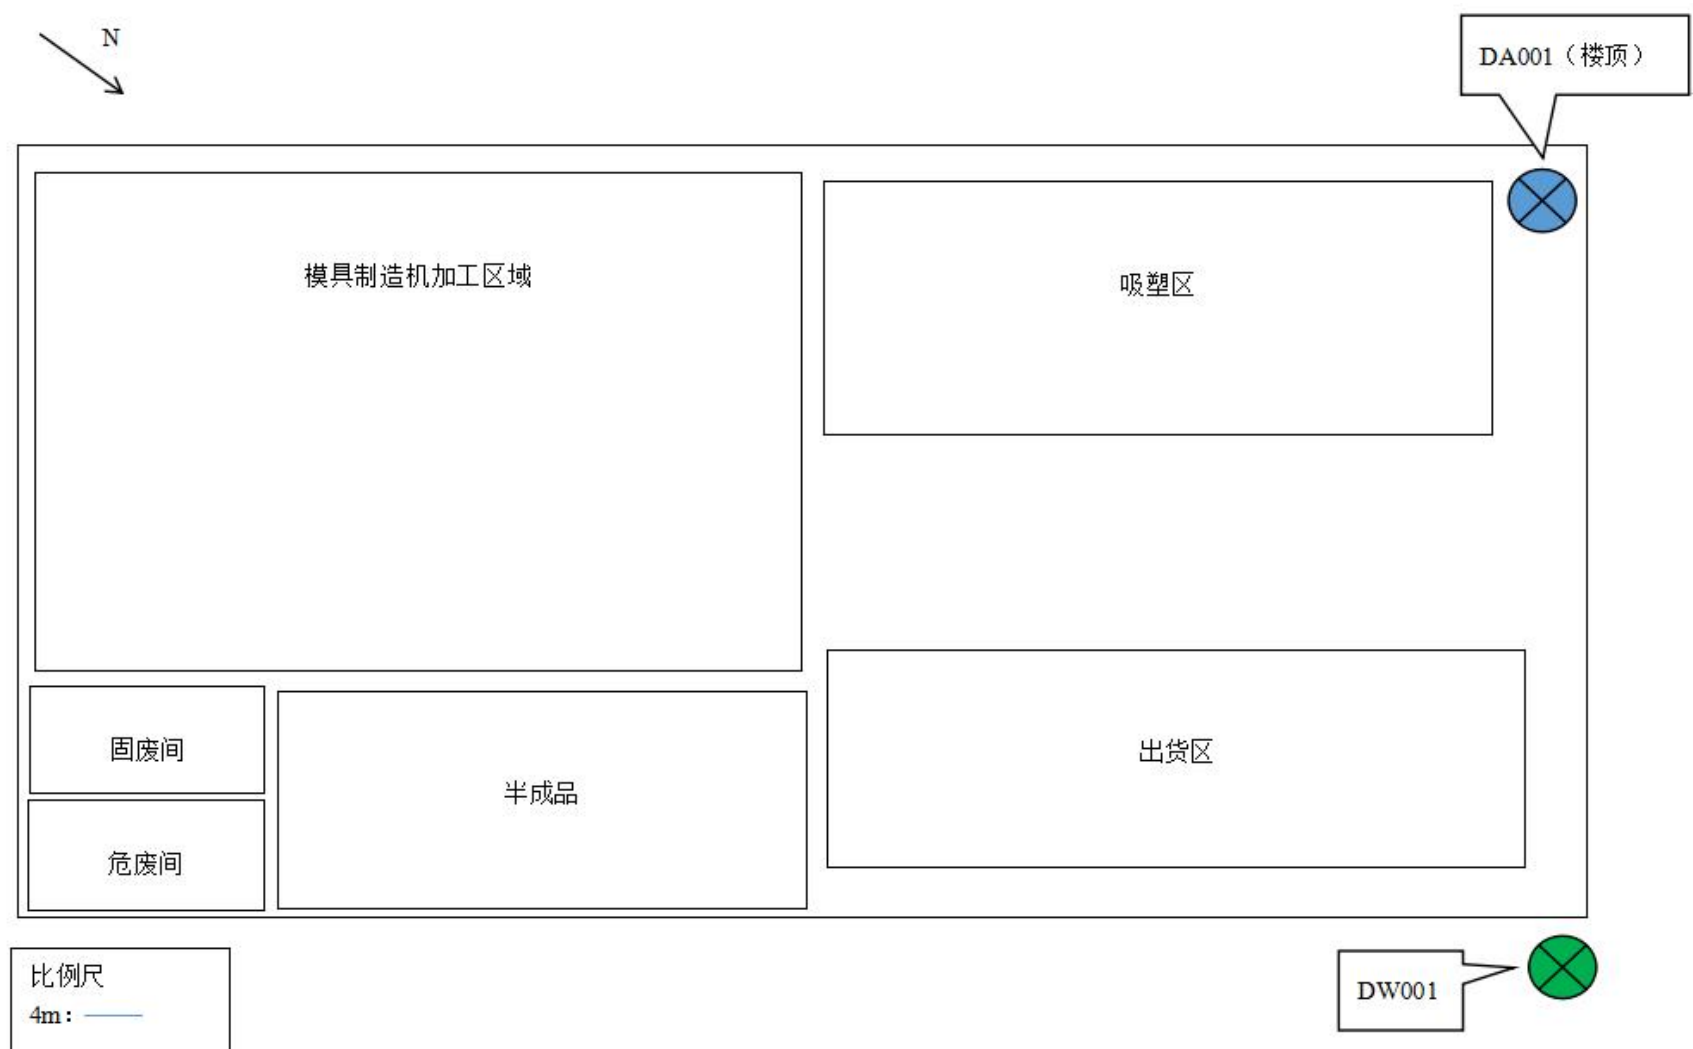 N
DA001（楼顶）
模具制造机加工区域
吸塑区
固废间
半成品
出货区
危废间
比例尺
4m：
DW001